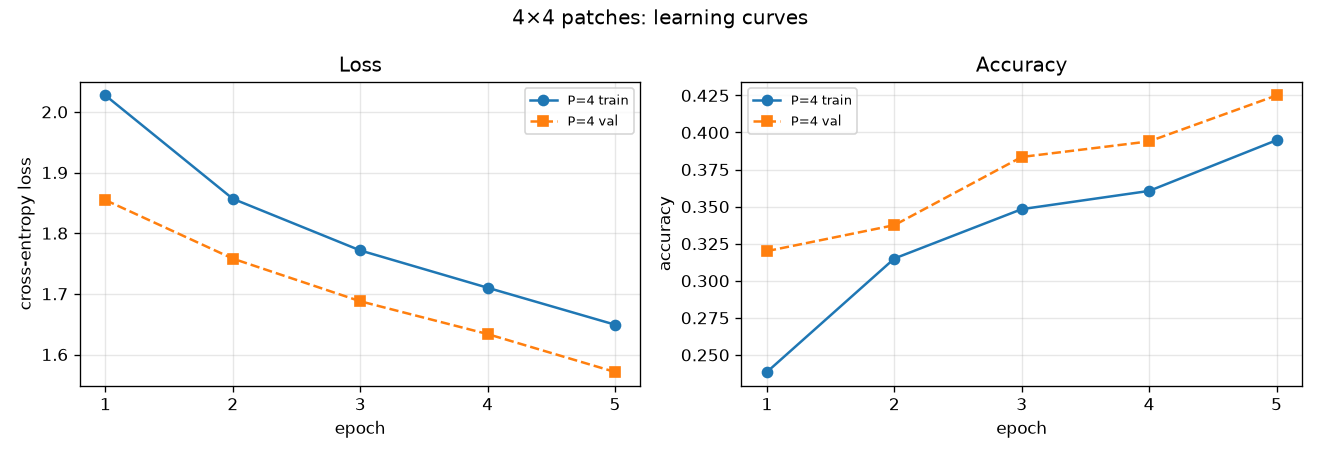 4×4 patches: learning curves
Loss
cross-entropy loss
2.0
1.9
1.8
1.7
1.6
P=4 train
P=4 val
1 2 3 4 5
epoch
Accuracy
accuracy
0.425
0.400
0.375
0.350
0.325
0.300
0.275
0.250
P=4 train
P=4 val
1 2 3 4 5
epoch